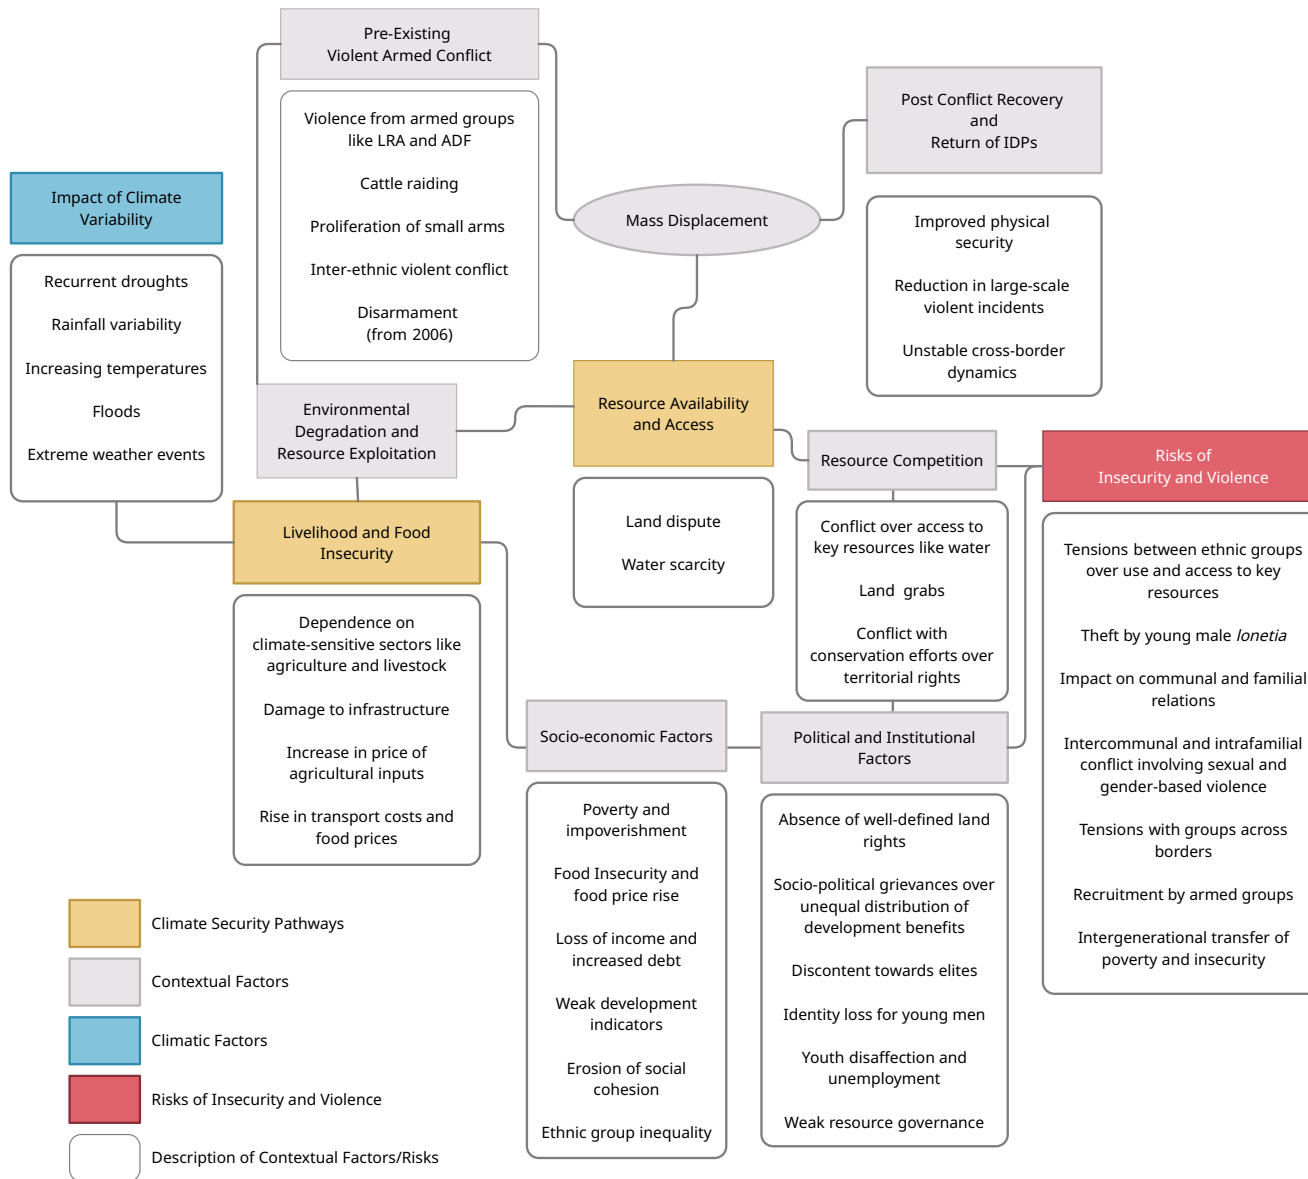 Pre-Existing
Violent Armed Conflict
Violence from armed groups
like LRA and ADF
Cattle raiding
Proliferation of small arms
Inter-ethnic violent conflict
Disarmament
(from 2006)
Post Conflict Recovery
and
Return of IDPs
Improved physical
security
Reduction in large-scale
violent incidents
Unstable cross-border
dynamics
Mass Displacement
Impact of Climate
Variability
Recurrent droughts
Rainfall variability
Increasing temperatures
Floods
Extreme weather events
Environmental
Degradation and
Resource Exploitation
Resource Availability
and Access
Land dispute
Water scarcity
Resource Competition
Conflict over access to
key resources like water
Land grabs
Conflict with
conservation efforts over
territorial rights
Risks of
Insecurity and Violence
Tensions between ethnic groups
over use and access to key
resources
Theft by young male lonetia
Impact on communal and familial
relations
Intercommunal and intrafamilial
conflict involving sexual and
gender-based violence
Tensions with groups across
borders
Recruitment by armed groups
Intergenerational transfer of
poverty and insecurity
Livelihood and Food
Insecurity
Dependence on
climate-sensitive sectors like
agriculture and livestock
Damage to infrastructure
Increase in price of
agricultural inputs
Rise in transport costs and
food prices
Socio-economic Factors
Poverty and
impoverishment
Food Insecurity and
food price rise
Loss of income and
increased debt
Weak development
indicators
Erosion of social
cohesion
Ethnic group inequality
Political and Institutional
Factors
Absence of well-defined land
rights
Socio-political grievances over
unequal distribution of
development benefits
Discontent towards elites
Identity loss for young men
Youth disaffection and
unemployment
Weak resource governance
Climate Security Pathways
Contextual Factors
Climatic Factors
Risks of Insecurity and Violence
Description of Contextual Factors/Risks